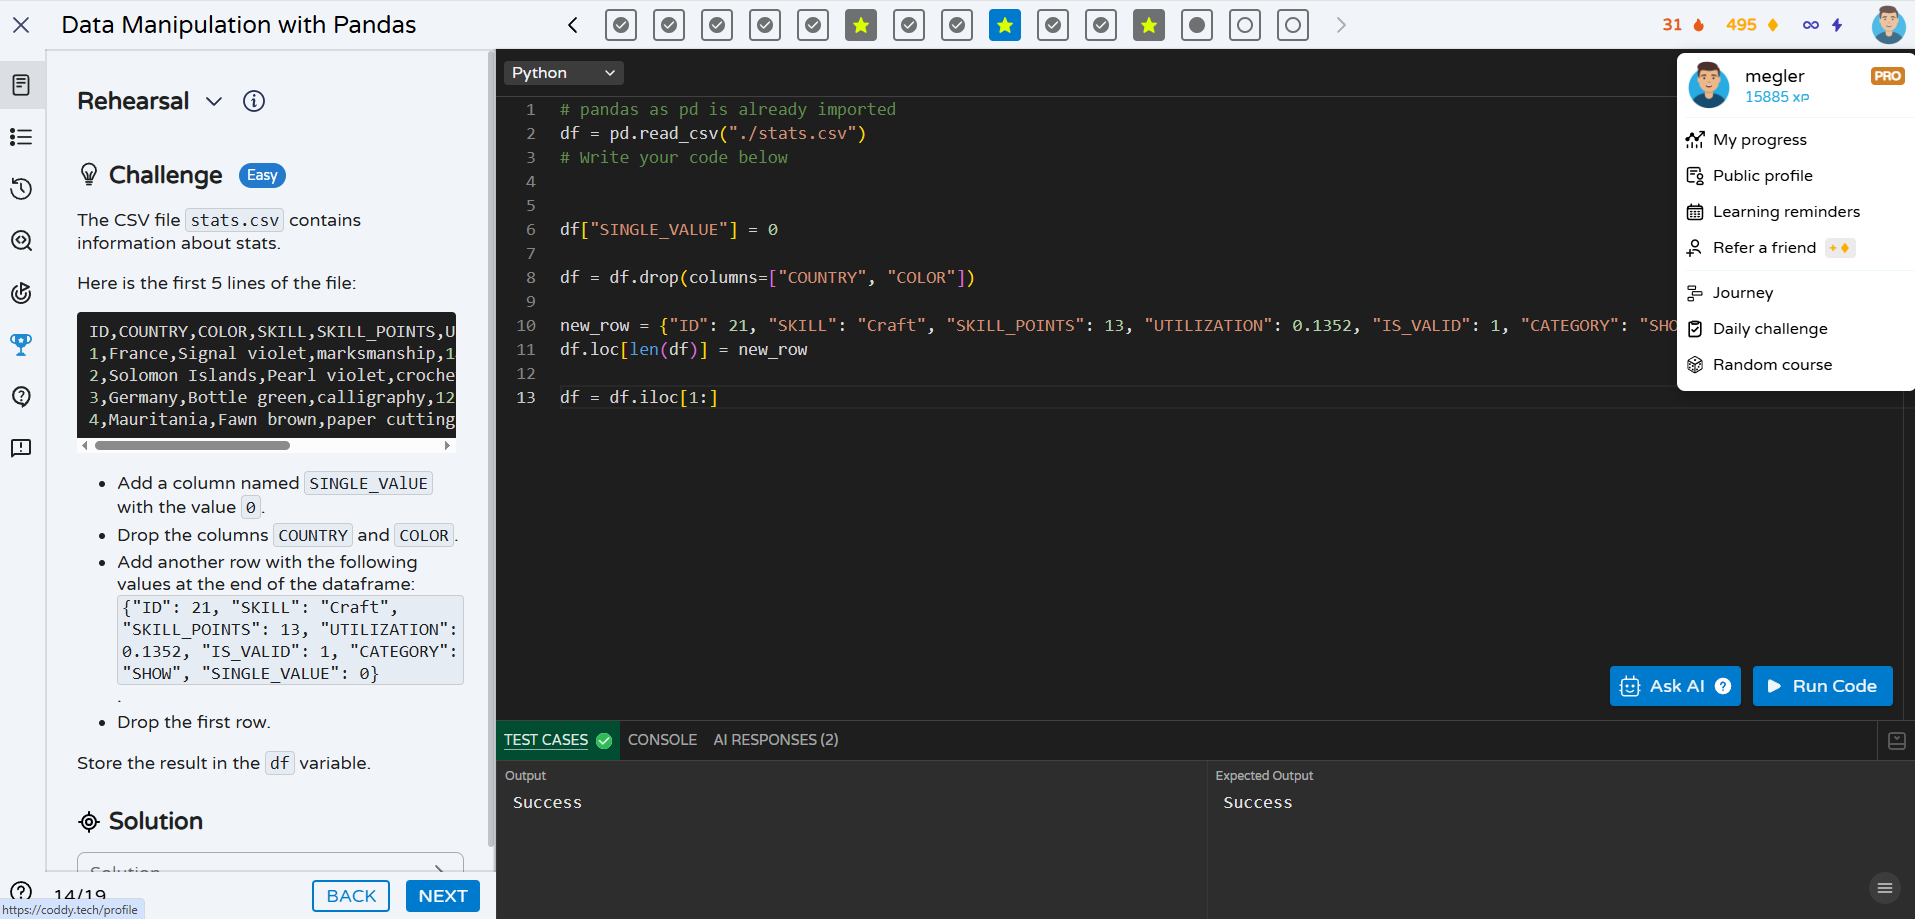 Data Manipulation with Pandas
31
495
∞
Rehearsal
Challenge
Easy
The CSV file stats.csv contains
information about stats.
Here is the first 5 lines of the file:
ID,COUNTRY,COLOR,SKILL,SKILL_POINTS,U
1,France,Signal violet,marksmanship,1
2,Solomon Islands,Pearl violet,croche
3,Germany,Bottle green,calligraphy,12
4,Mauritania,Fawn brown,paper cutting
Add a column named SINGLE_VAlUE
with the value 0.
Drop the columns COUNTRY and COLOR.
Add another row with the following
values at the end of the dataframe:
{"ID": 21, "SKILL": "Craft",
"SKILL_POINTS": 13, "UTILIZATION":
0.1352, "IS_VALID": 1, "CATEGORY":
"SHOW", "SINGLE_VALUE": 0}
.
Drop the first row.
Store the result in the df variable.
Solution
Solution
14/19
BACK
NEXT
https://coddy.tech/profile
Python
1 # pandas as pd is already imported
2 df = pd.read_csv("./stats.csv")
3 # Write your code below
4
5
6 df["SINGLE_VALUE"] = 0
7
8 df = df.drop(columns=["COUNTRY", "COLOR"])
9
10 new_row = {"ID": 21, "SKILL": "Craft", "SKILL_POINTS": 13, "UTILIZATION": 0.1352, "IS_VALID": 1, "CATEGORY": "SHO
11 df.loc[len(df)] = new_row
12
13 df = df.iloc[1:]
megler
PRO
15885 XP
My progress
Public profile
Learning reminders
Refer a friend +
Journey
Daily challenge
Random course
Ask AI ?
Run Code
TEST CASES
CONSOLE
AI RESPONSES (2)
Output
Success
Expected Output
Success